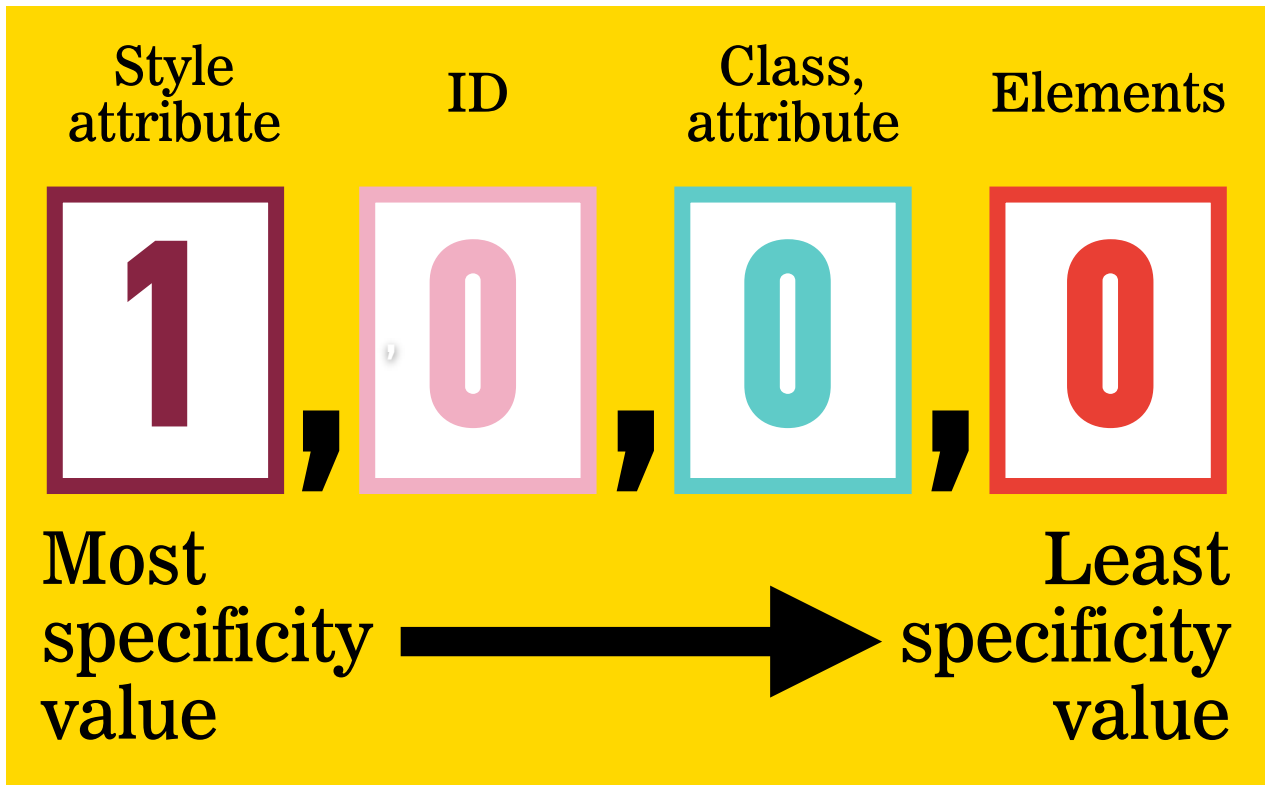 Style
attribute
ID
Class,
attribute
Elements
1,0,0,0
,
Most
specificity
value
Least
specificity
value